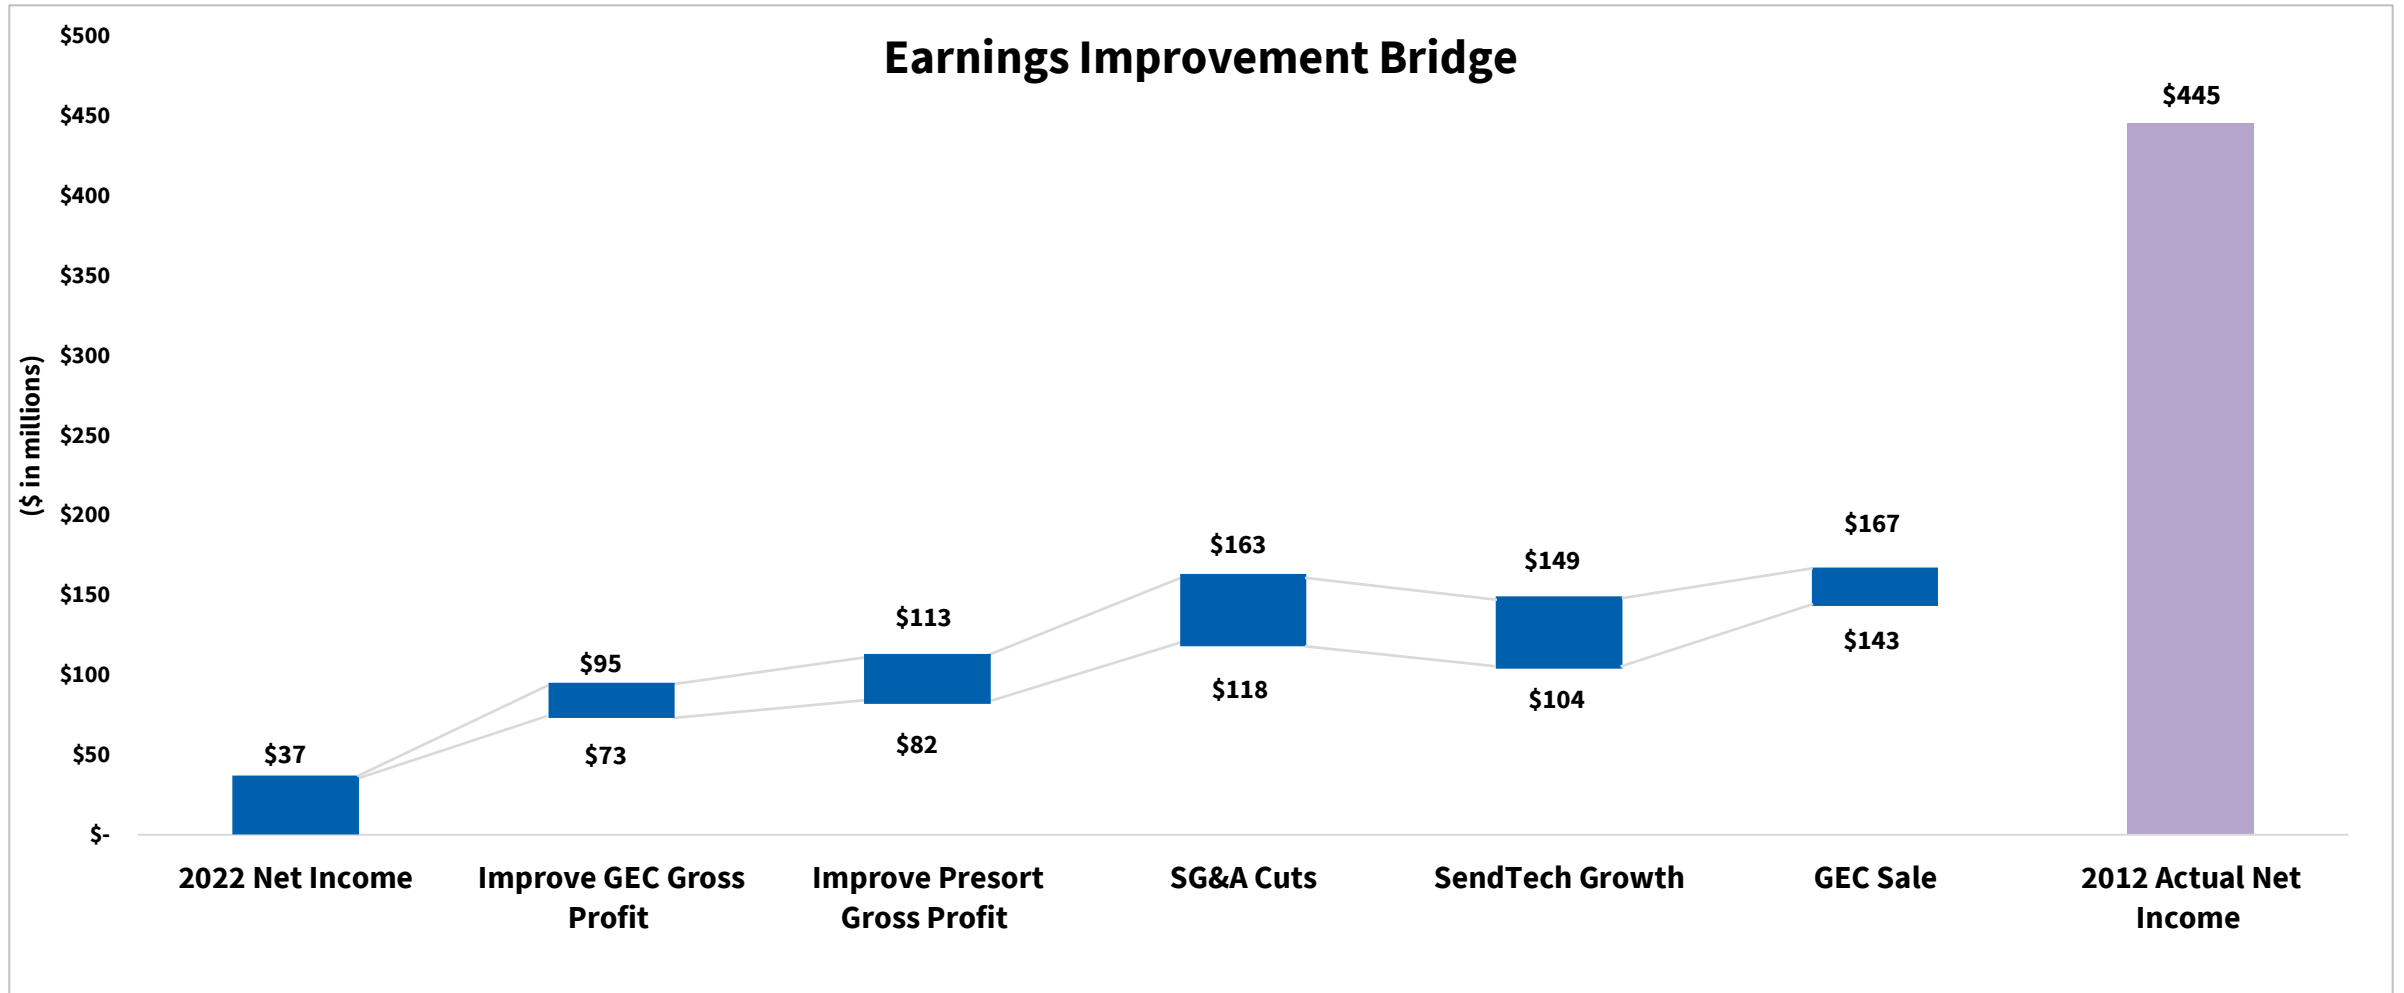 Earnings Improvement Bridge
($ in millions)
$500
$450
$400
$350
$300
$250
$200
$150
$100
$50
$-
$37
$95
$73
$113
$82
$163
$118
$149
$104
$167
$143
$445
2022 Net Income
Improve GEC Gross
Profit
Improve Presort
Gross Profit
SG&A Cuts
SendTech Growth
GEC Sale
2012 Actual Net
Income